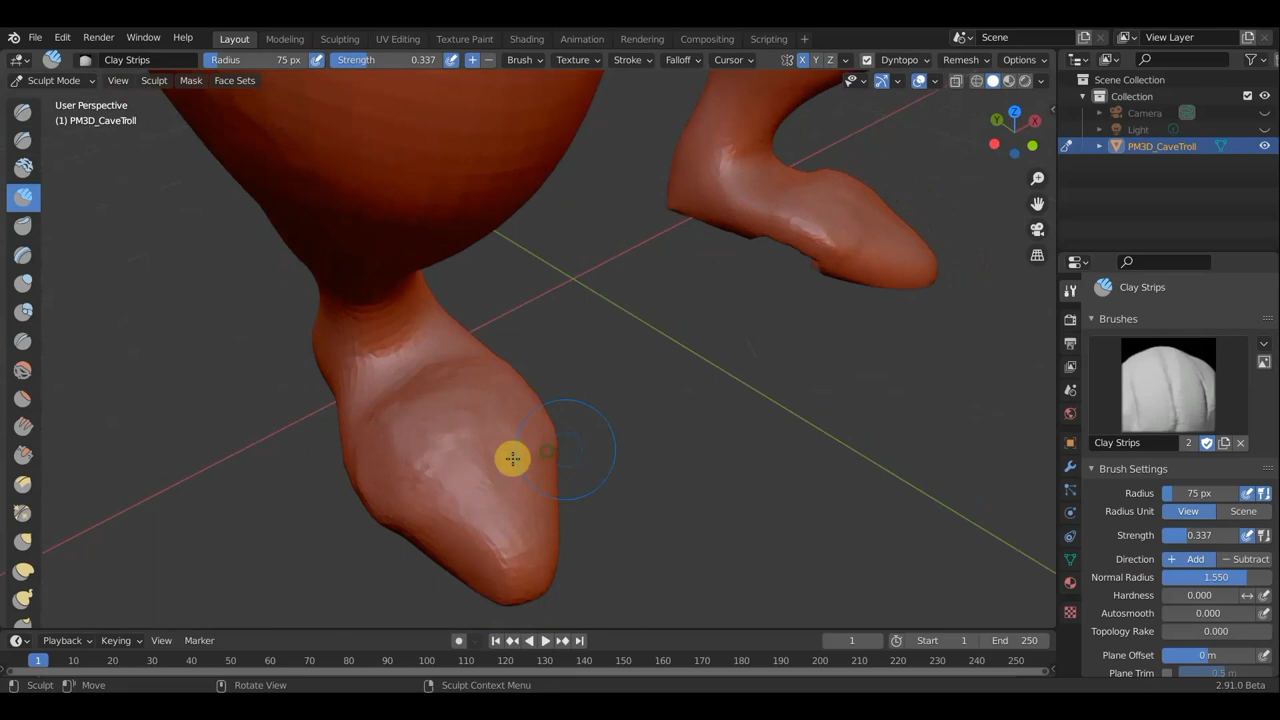 File Edit Render Window Help Layout Modeling Sculpting UV Editing Texture Paint Shading Animation Rendering Compositing Scripting + Scene View Layer
Clay Strips Radius 75 px Strength 0.337 Brush Texture Stroke Falloff Cursor X Y Z Dyntopo Remesh Options
Sculpt Mode View Sculpt Mask Face Sets
Scene Collection
Collection
Camera
Light
PM3D_CaveTroll
User Perspective
(1) PM3D_CaveTroll
Z
Y
X
Clay Strips
Brushes
Clay Strips 2
Brush Settings
Radius 75 px
Radius Unit View Scene
Strength 0.337
Direction + Add − Subtract
Normal Radius 1.550
Hardness 0.000
Autosmooth 0.000
Topology Rake 0.000
Plane Offset 0 m
Plane Trim 0.5 m
Playback Keying View Marker 1 Start 1 End 250
1 10 20 30 40 50 60 70 80 90 100 110 120 130 140 150 160 170 180 190 200 210 220 230 240 250
Sculpt Move Rotate View Sculpt Context Menu 2.91.0 Beta